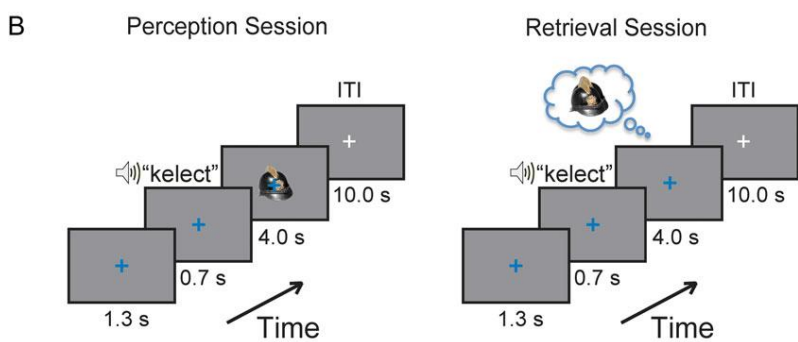 B
Perception Session
ITI
"kelect"
10.0 s
4.0 s
0.7 s
1.3 s
Time
Retrieval Session
ITI
"kelect"
10.0 s
4.0 s
0.7 s
1.3 s
Time